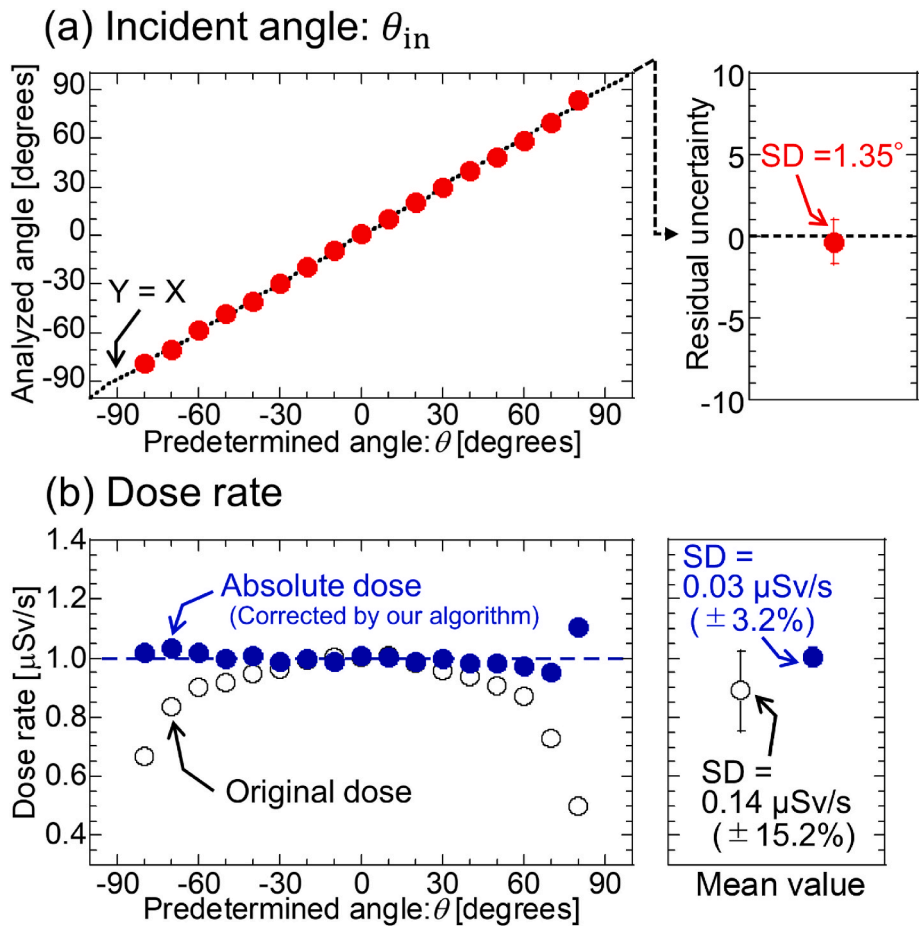 (a) Incident angle: θin
90
60
30
0
-30
-60
-90
Analyzed angle [degrees]
Y = X
-90 -60 -30 0 30 60 90
Predetermined angle: θ [degrees]
10
5
0
-5
-10
Residual uncertainty
SD =1.35°
(b) Dose rate
1.4
1.2
1.0
0.8
0.6
0.4
Dose rate [µSv/s]
Absolute dose
(Corrected by our algorithm)
Original dose
-90 -60 -30 0 30 60 90
Predetermined angle: θ [degrees]
SD =
0.03 µSv/s
(±3.2%)
SD =
0.14 µSv/s
(±15.2%)
Mean value